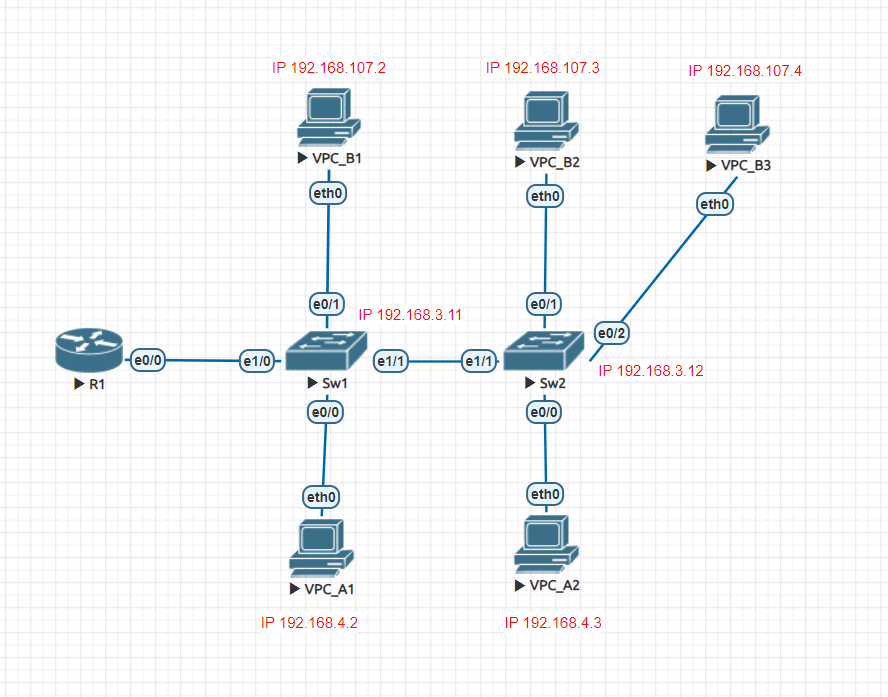 IP 192.168.107.2
IP 192.168.107.3
IP 192.168.107.4
VPC_B1
VPC_B2
VPC_B3
eth0
eth0
eth0
e0/1
e0/1
IP 192.168.3.11
e0/2
e0/0
e1/0
e1/1
e1/1
IP 192.168.3.12
R1
Sw1
Sw2
e0/0
e0/0
eth0
eth0
VPC_A1
VPC_A2
IP 192.168.4.2
IP 192.168.4.3